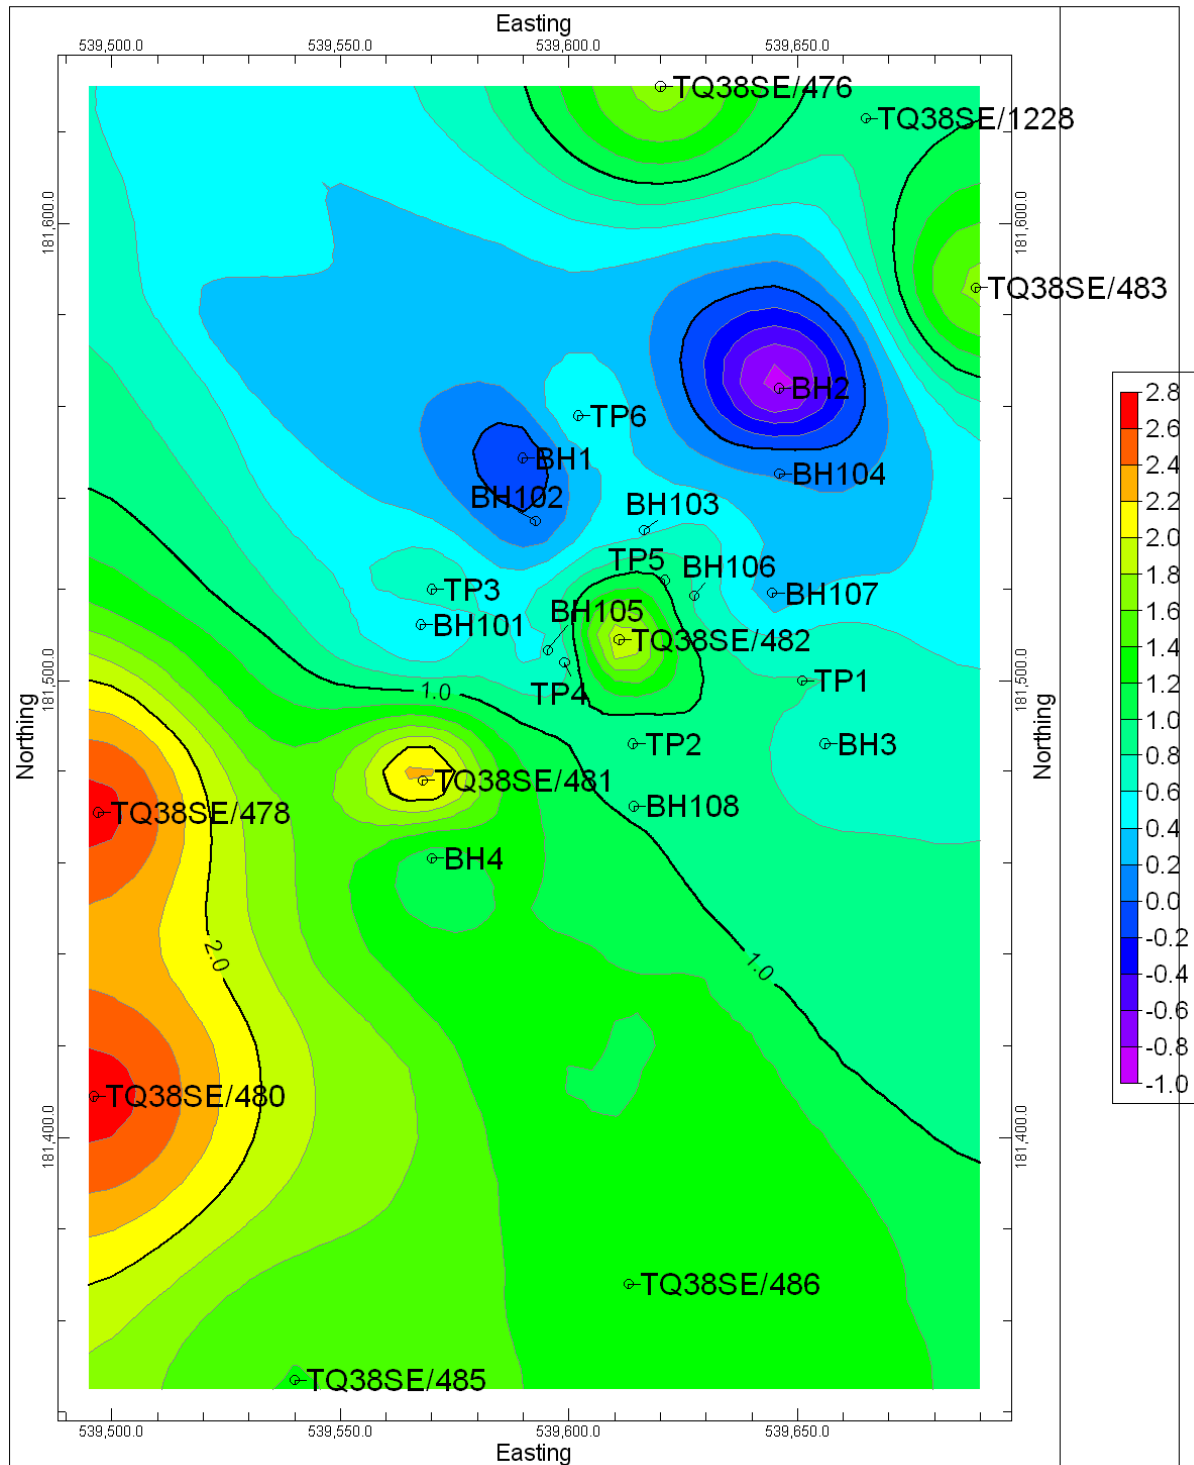 Easting
539,500.0 539,550.0 539,600.0 539,650.0
TQ38SE/476
TQ38SE/1228
181,600.0
181,600.0
TQ38SE/483
BH2
TP6
BH1
BH104
BH102
BH103
TP5
BH106
TP3
BH107
BH105
BH101
TQ38SE/482
TP4
TP1
181,500.0
181,500.0
1.0
Northing
Northing
TP2
BH3
TQ38SE/481
TQ38SE/478
BH108
BH4
2.0
1.0
TQ38SE/480
181,400.0
181,400.0
TQ38SE/486
TQ38SE/485
539,500.0 539,550.0 539,600.0 539,650.0
Easting
2.8
2.6
2.4
2.2
2.0
1.8
1.6
1.4
1.2
1.0
0.8
0.6
0.4
0.2
0.0
-0.2
-0.4
-0.6
-0.8
-1.0